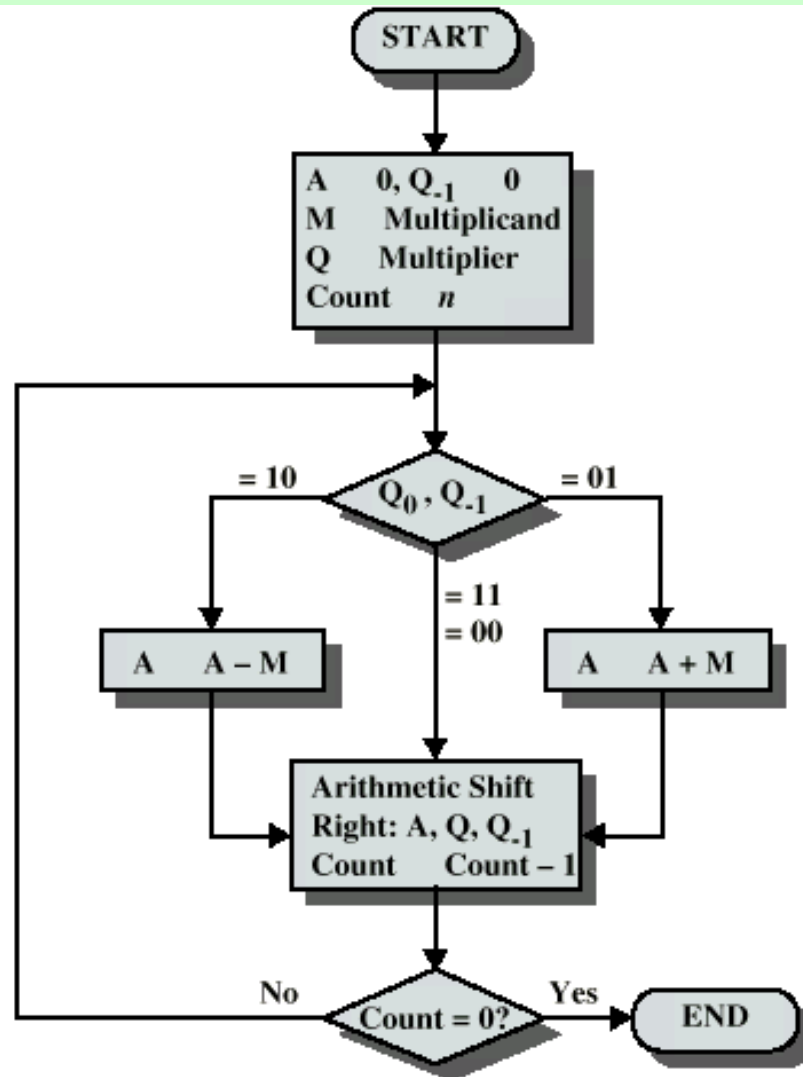 START
A 0, Q-1 0
M Multiplicand
Q Multiplier
Count n
= 10
Q0 , Q-1
= 01
= 11
= 00
A A – M
A A + M
Arithmetic Shift
Right: A, Q, Q-1
Count Count – 1
No
Count = 0?
Yes
END